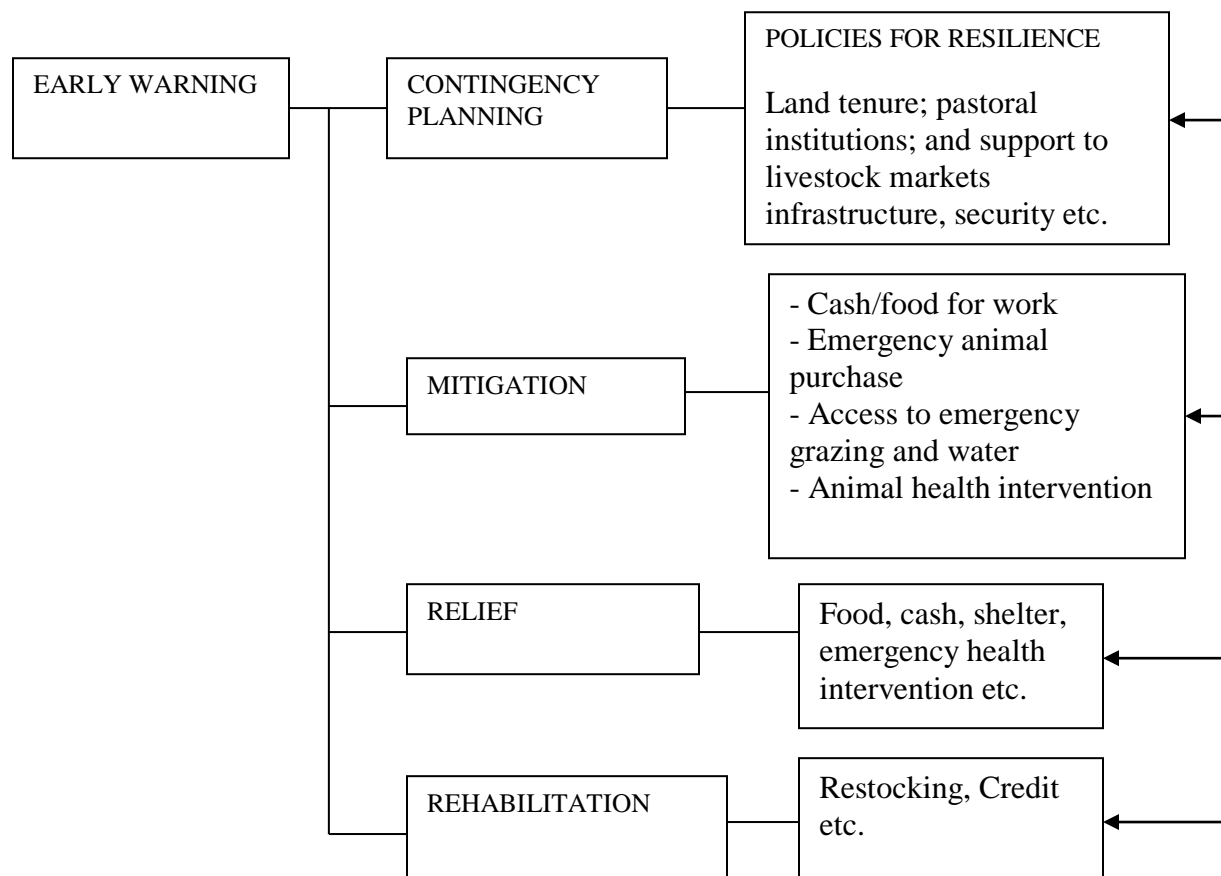 EARLY WARNING
CONTINGENCY
PLANNING
POLICIES FOR RESILIENCE
Land tenure; pastoral
institutions; and support to
livestock markets
infrastructure, security etc.
MITIGATION
- Cash/food for work
- Emergency animal
purchase
- Access to emergency
grazing and water
- Animal health intervention
RELIEF
Food, cash, shelter,
emergency health
intervention etc.
REHABILITATION
Restocking, Credit
etc.